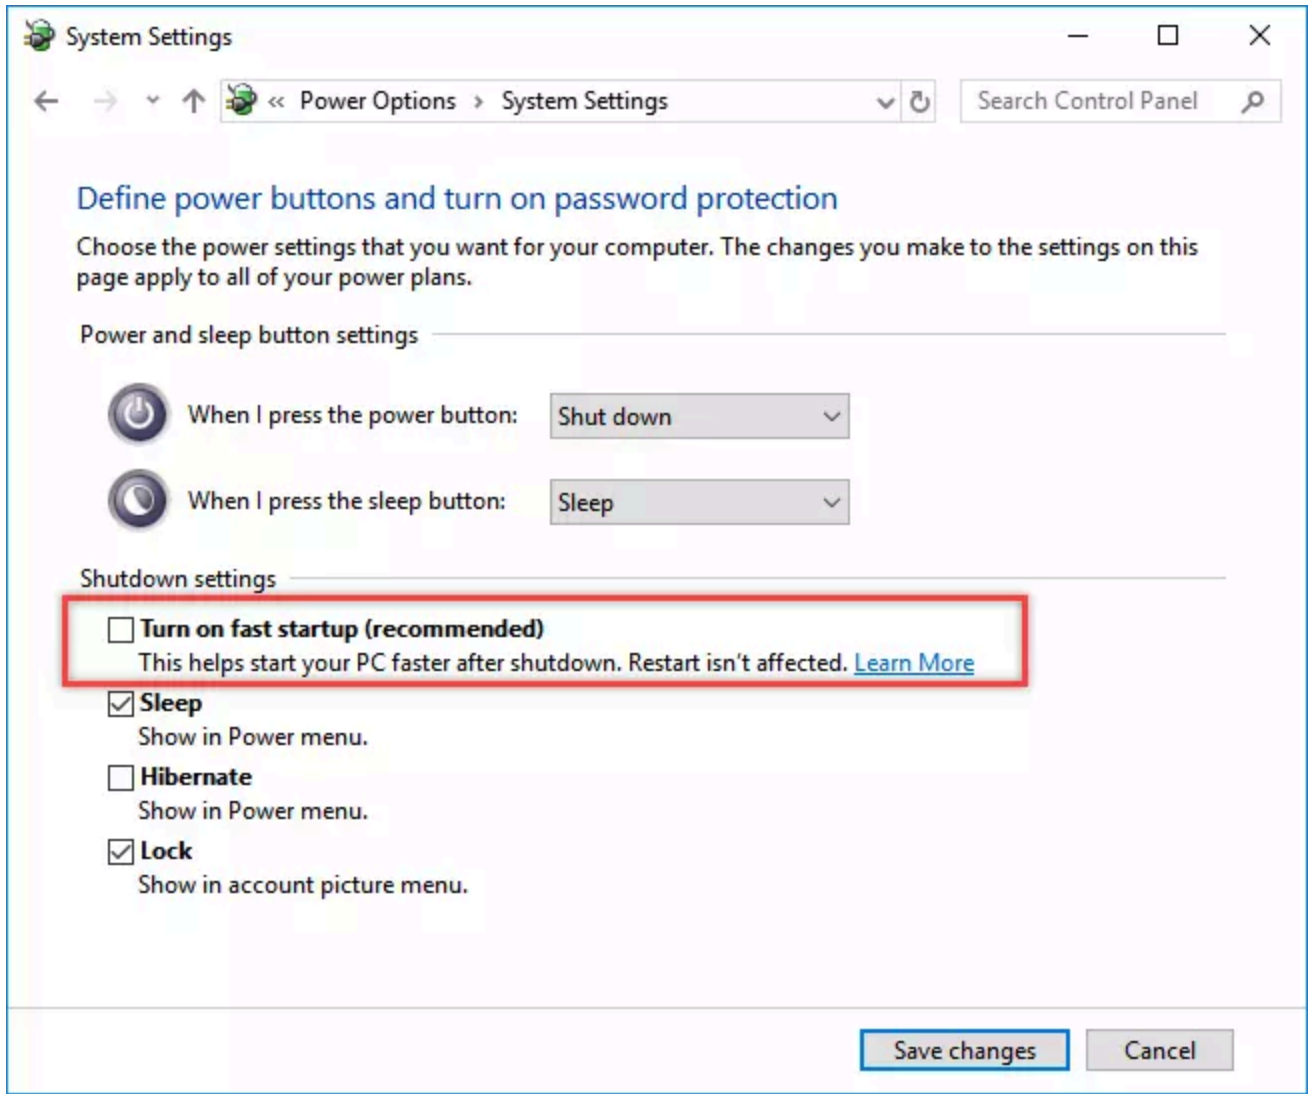 System Settings
« Power Options › System Settings
Search Control Panel
Define power buttons and turn on password protection
Choose the power settings that you want for your computer. The changes you make to the settings on this
page apply to all of your power plans.
Power and sleep button settings
When I press the power button: Shut down
When I press the sleep button: Sleep
Shutdown settings
Turn on fast startup (recommended)
This helps start your PC faster after shutdown. Restart isn't affected. Learn More
Sleep
Show in Power menu.
Hibernate
Show in Power menu.
Lock
Show in account picture menu.
Save changes Cancel